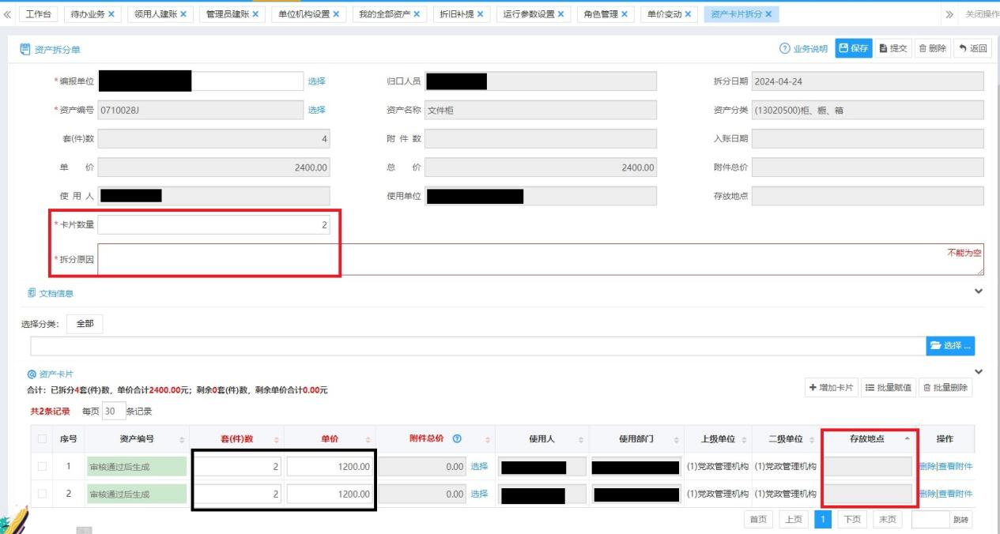 工作台 待办业务 领用人建账 管理员建账 单位机构设置 我的全部资产 折旧补提 运行参数设置 角色管理 单价变动 资产卡片拆分 关闭操作
资产拆分单 业务说明 保存 提交 删除 返回
*编报单位 选择 归口人员 拆分日期 2024-04-24
*资产编号 0710028J 选择 资产名称 文件柜 资产分类 (13020500)柜、橱、箱
套(件)数 4 附 件 数 入账日期
单 价 2400.00 总 价 2400.00 附件总价
使 用 人 使用单位 存放地点
*卡片数量 2
*拆分原因 不能为空
文档信息
选择分类: 全部
选择 ...
资产卡片
合计：已拆分4套(件)数，单价合计2400.00元；剩余0套(件)数，剩余单价合计0.00元 增加卡片 批量赋值 批量删除
共2条记录 每页 30 条记录
序号 资产编号 套(件)数 单价 附件总价 使用人 使用部门 上级单位 二级单位 存放地点 操作
1 审核通过后生成 2 1200.00 0.00 选择 (1)党政管理机构 (1)党政管理机构 删除|查看附件
2 审核通过后生成 2 1200.00 0.00 选择 (1)党政管理机构 (1)党政管理机构 删除|查看附件
首页 上页 1 下页 末页 跳转